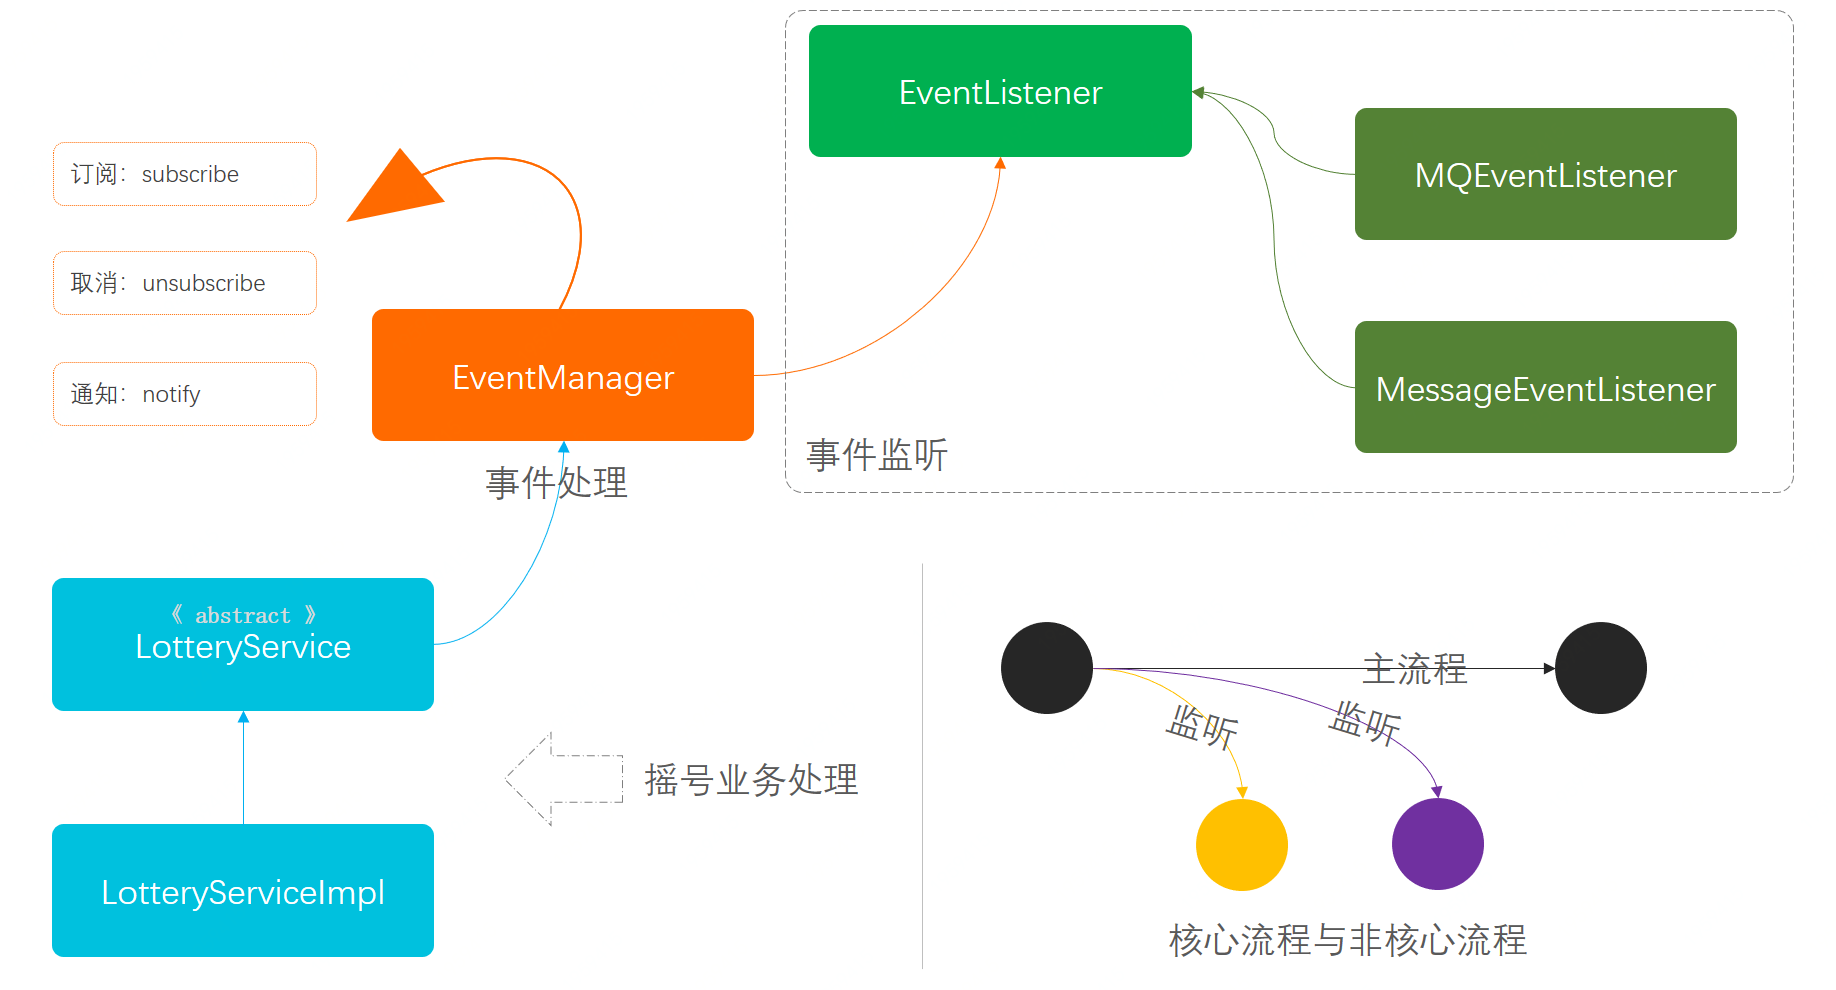 EventListener
MQEventListener
MessageEventListener
事件监听
订阅：subscribe
取消：unsubscribe
通知：notify
EventManager
事件处理
《 abstract 》
LotteryService
摇号业务处理
LotteryServiceImpl
主流程
监听
监听
核心流程与非核心流程